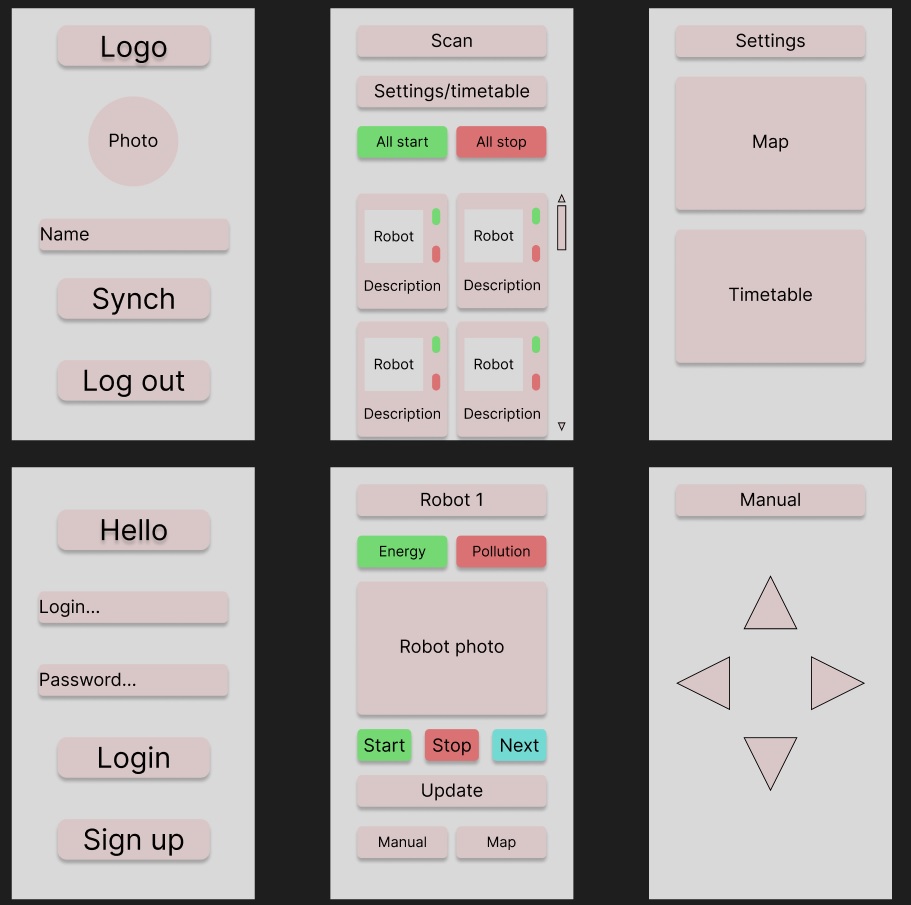 Logo
Photo
Name
Synch
Log out
Scan
Settings/timetable
All start
All stop
Robot
Description
Robot
Description
Robot
Description
Robot
Description
Settings
Map
Timetable
Hello
Login...
Password...
Login
Sign up
Robot 1
Energy
Pollution
Robot photo
Start
Stop
Next
Update
Manual
Map
Manual